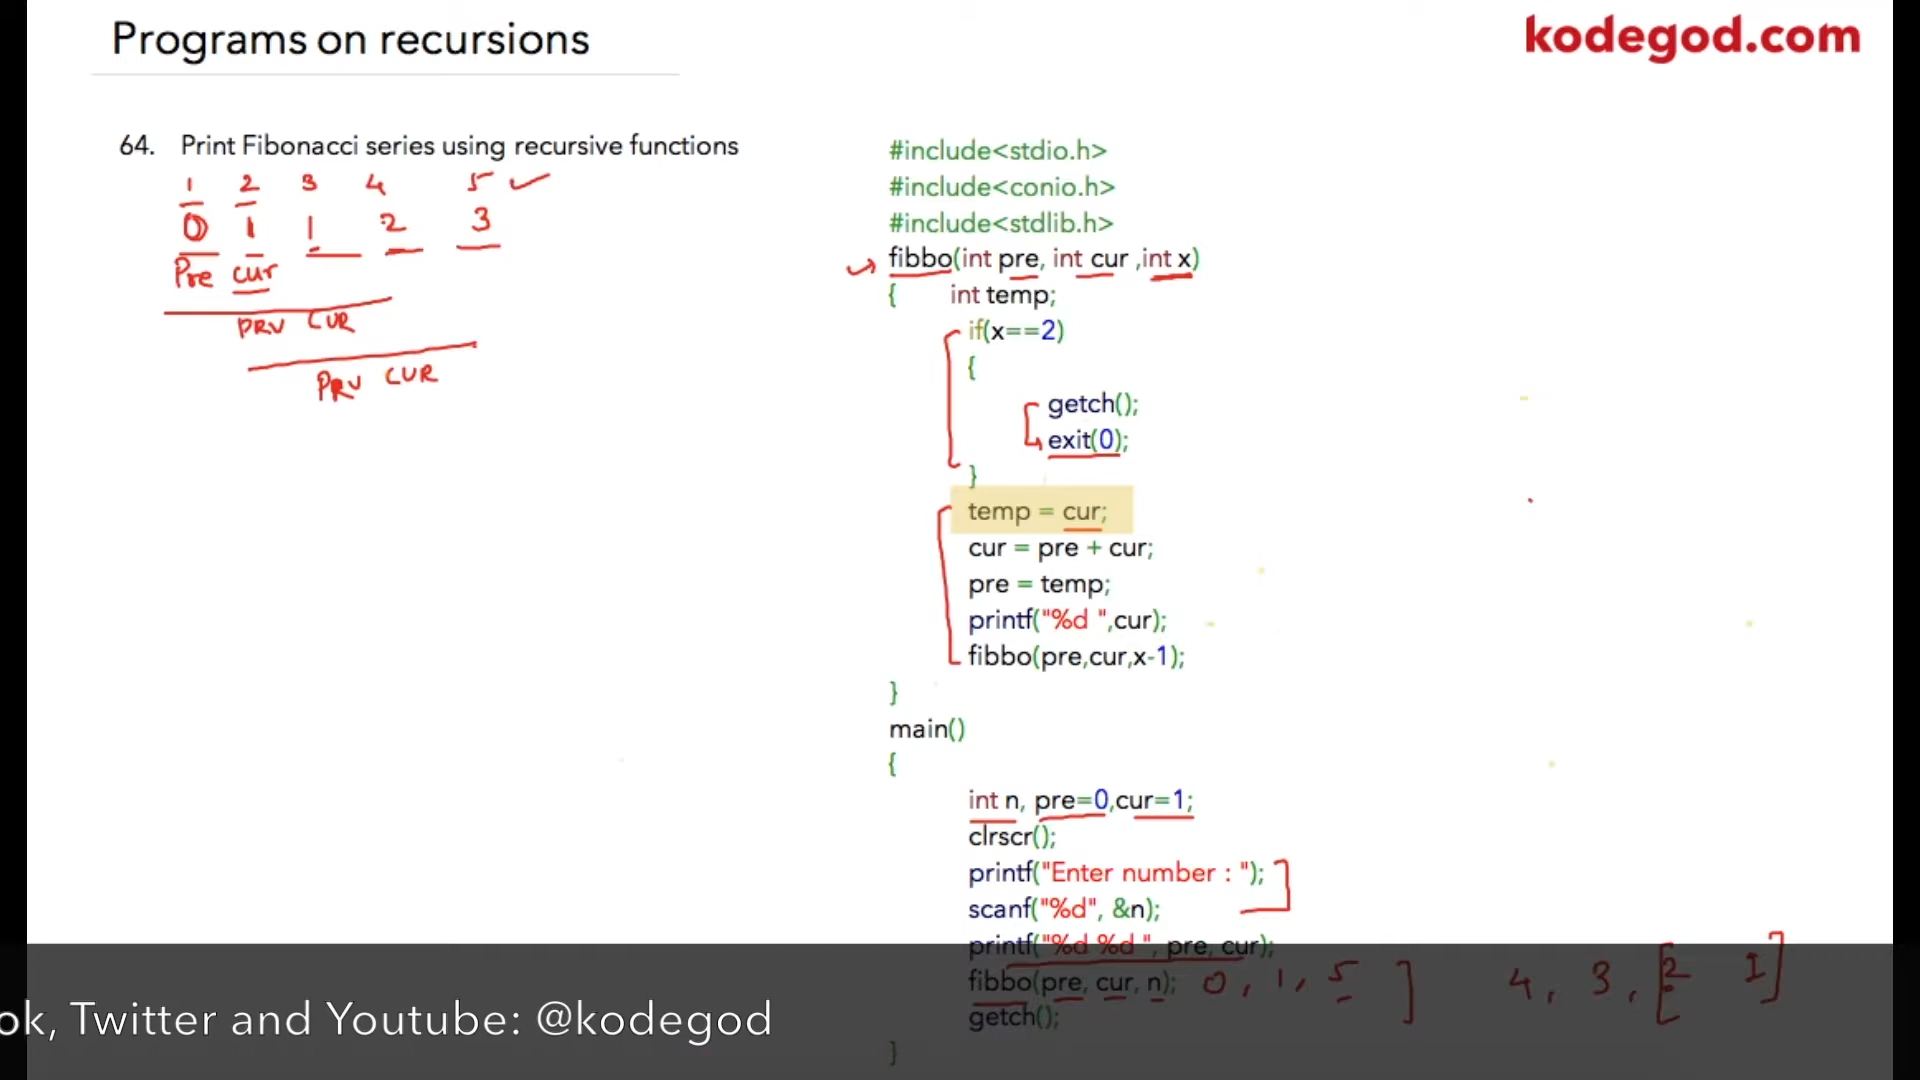 Programs on recursions
kodegod.com
64. Print Fibonacci series using recursive functions
1 2 3 4 5
0 1 1 2 3
Pre cur
PRV CUR
PRV CUR
#include<stdio.h>
#include<conio.h>
#include<stdlib.h>
fibbo(int pre, int cur ,int x)
{ int temp;
if(x==2)
{
getch();
exit(0);
}
temp = cur;
cur = pre + cur;
pre = temp;
printf("%d ",cur);
fibbo(pre,cur,x-1);
}
main()
{
int n, pre=0,cur=1;
clrscr();
printf("Enter number : ");
scanf("%d", &n);
printf("%d %d ", pre, cur);
fibbo(pre, cur, n); 0, 1, 5 ] 4, 3, [2 1]
getch();
}
ok, Twitter and Youtube: @kodegod